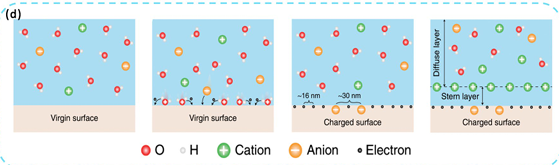 (d)
Virgin surface
Virgin surface
~16 nm
~30 nm
Charged surface
Diffuse layer
Stern layer
Charged surface
O
H
Cation
Anion
Electron